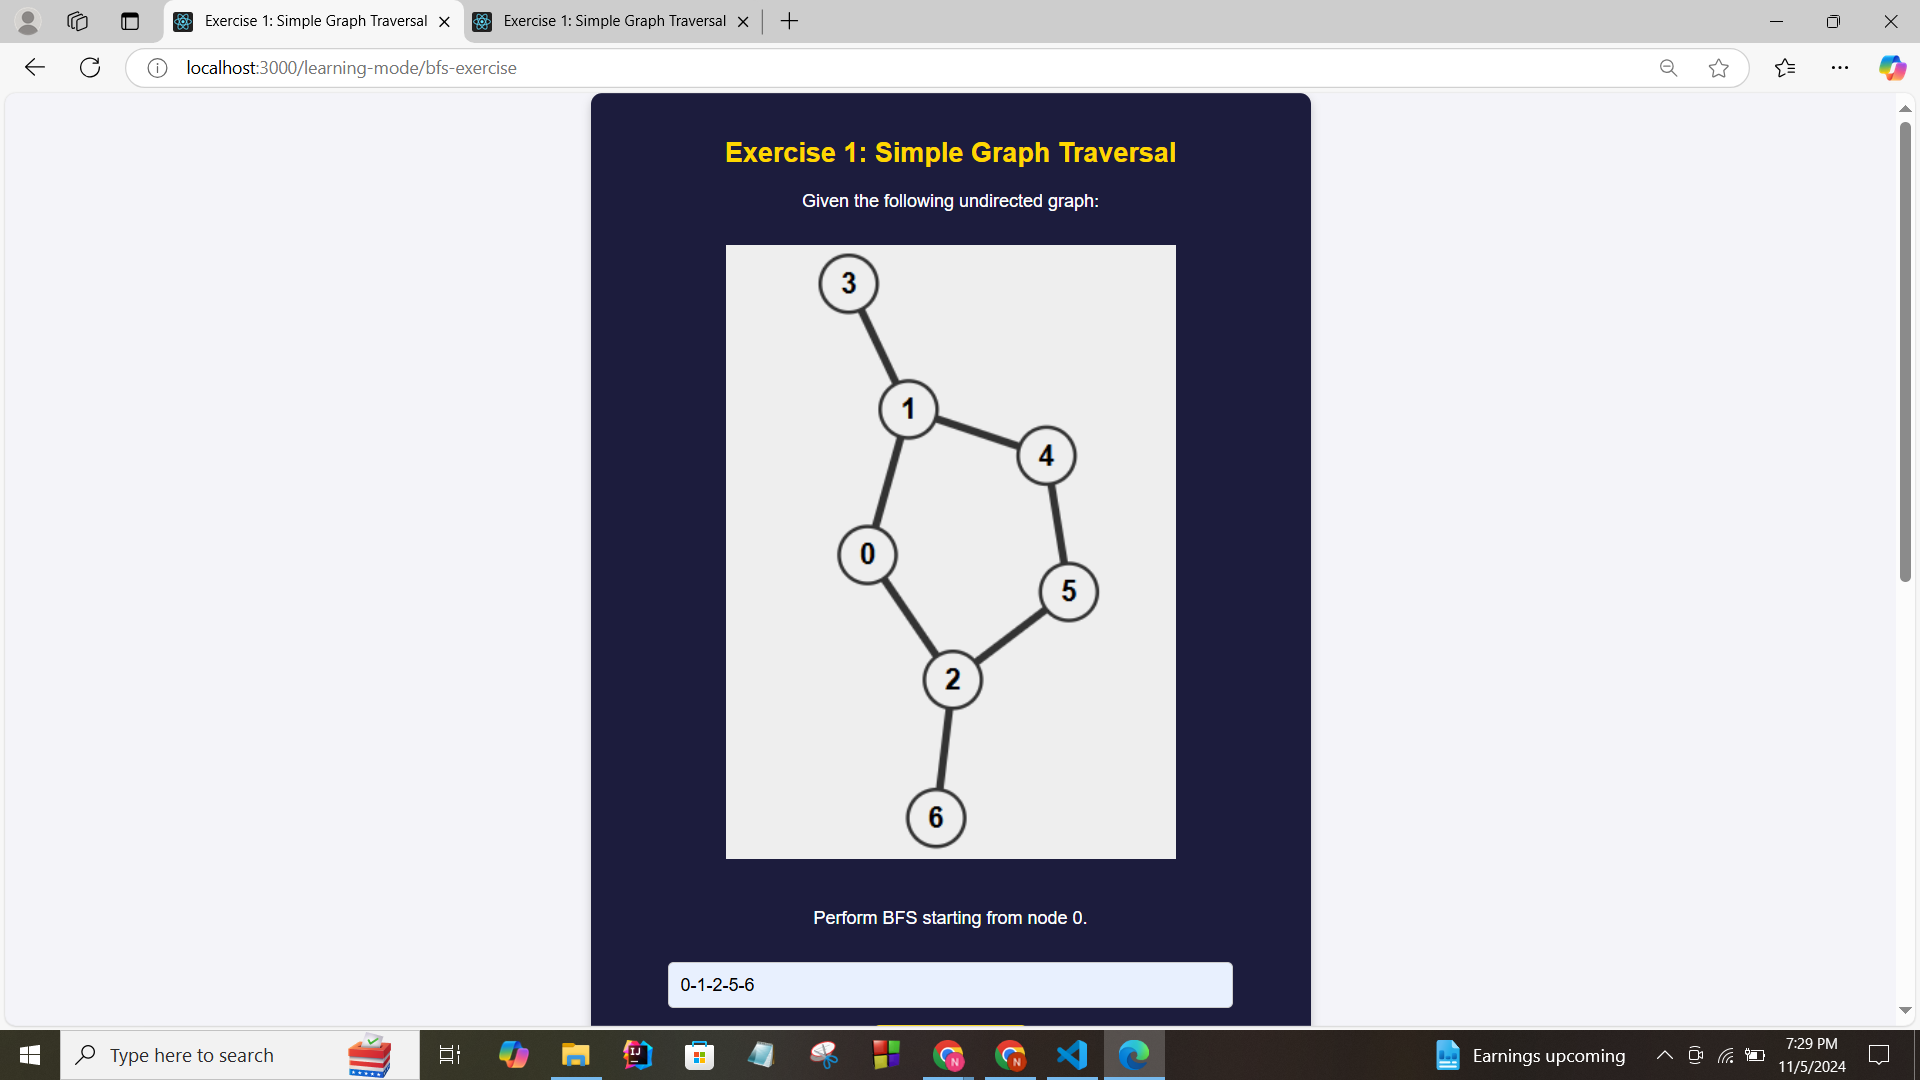 Exercise 1: Simple Graph Traversal
Exercise 1: Simple Graph Traversal
localhost:3000/learning-mode/bfs-exercise
Exercise 1: Simple Graph Traversal
Given the following undirected graph:
3
1
4
0
5
2
6
Perform BFS starting from node 0.
0-1-2-5-6
Type here to search
IJ
N
N
Earnings upcoming
7:29 PM
11/5/2024